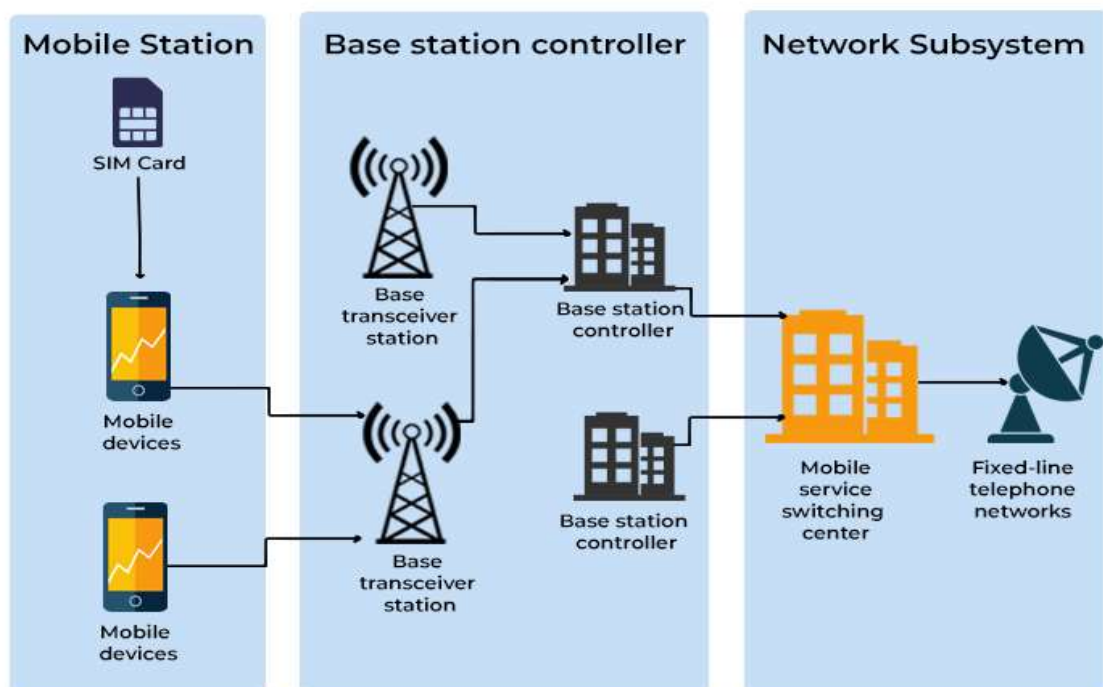 Mobile Station
SIM Card
Mobile
devices
Mobile
devices
Base station controller
Base
transceiver
station
Base
transceiver
station
Base station
controller
Base station
controller
Network Subsystem
Mobile
service
switching
center
Fixed-line
telephone
networks